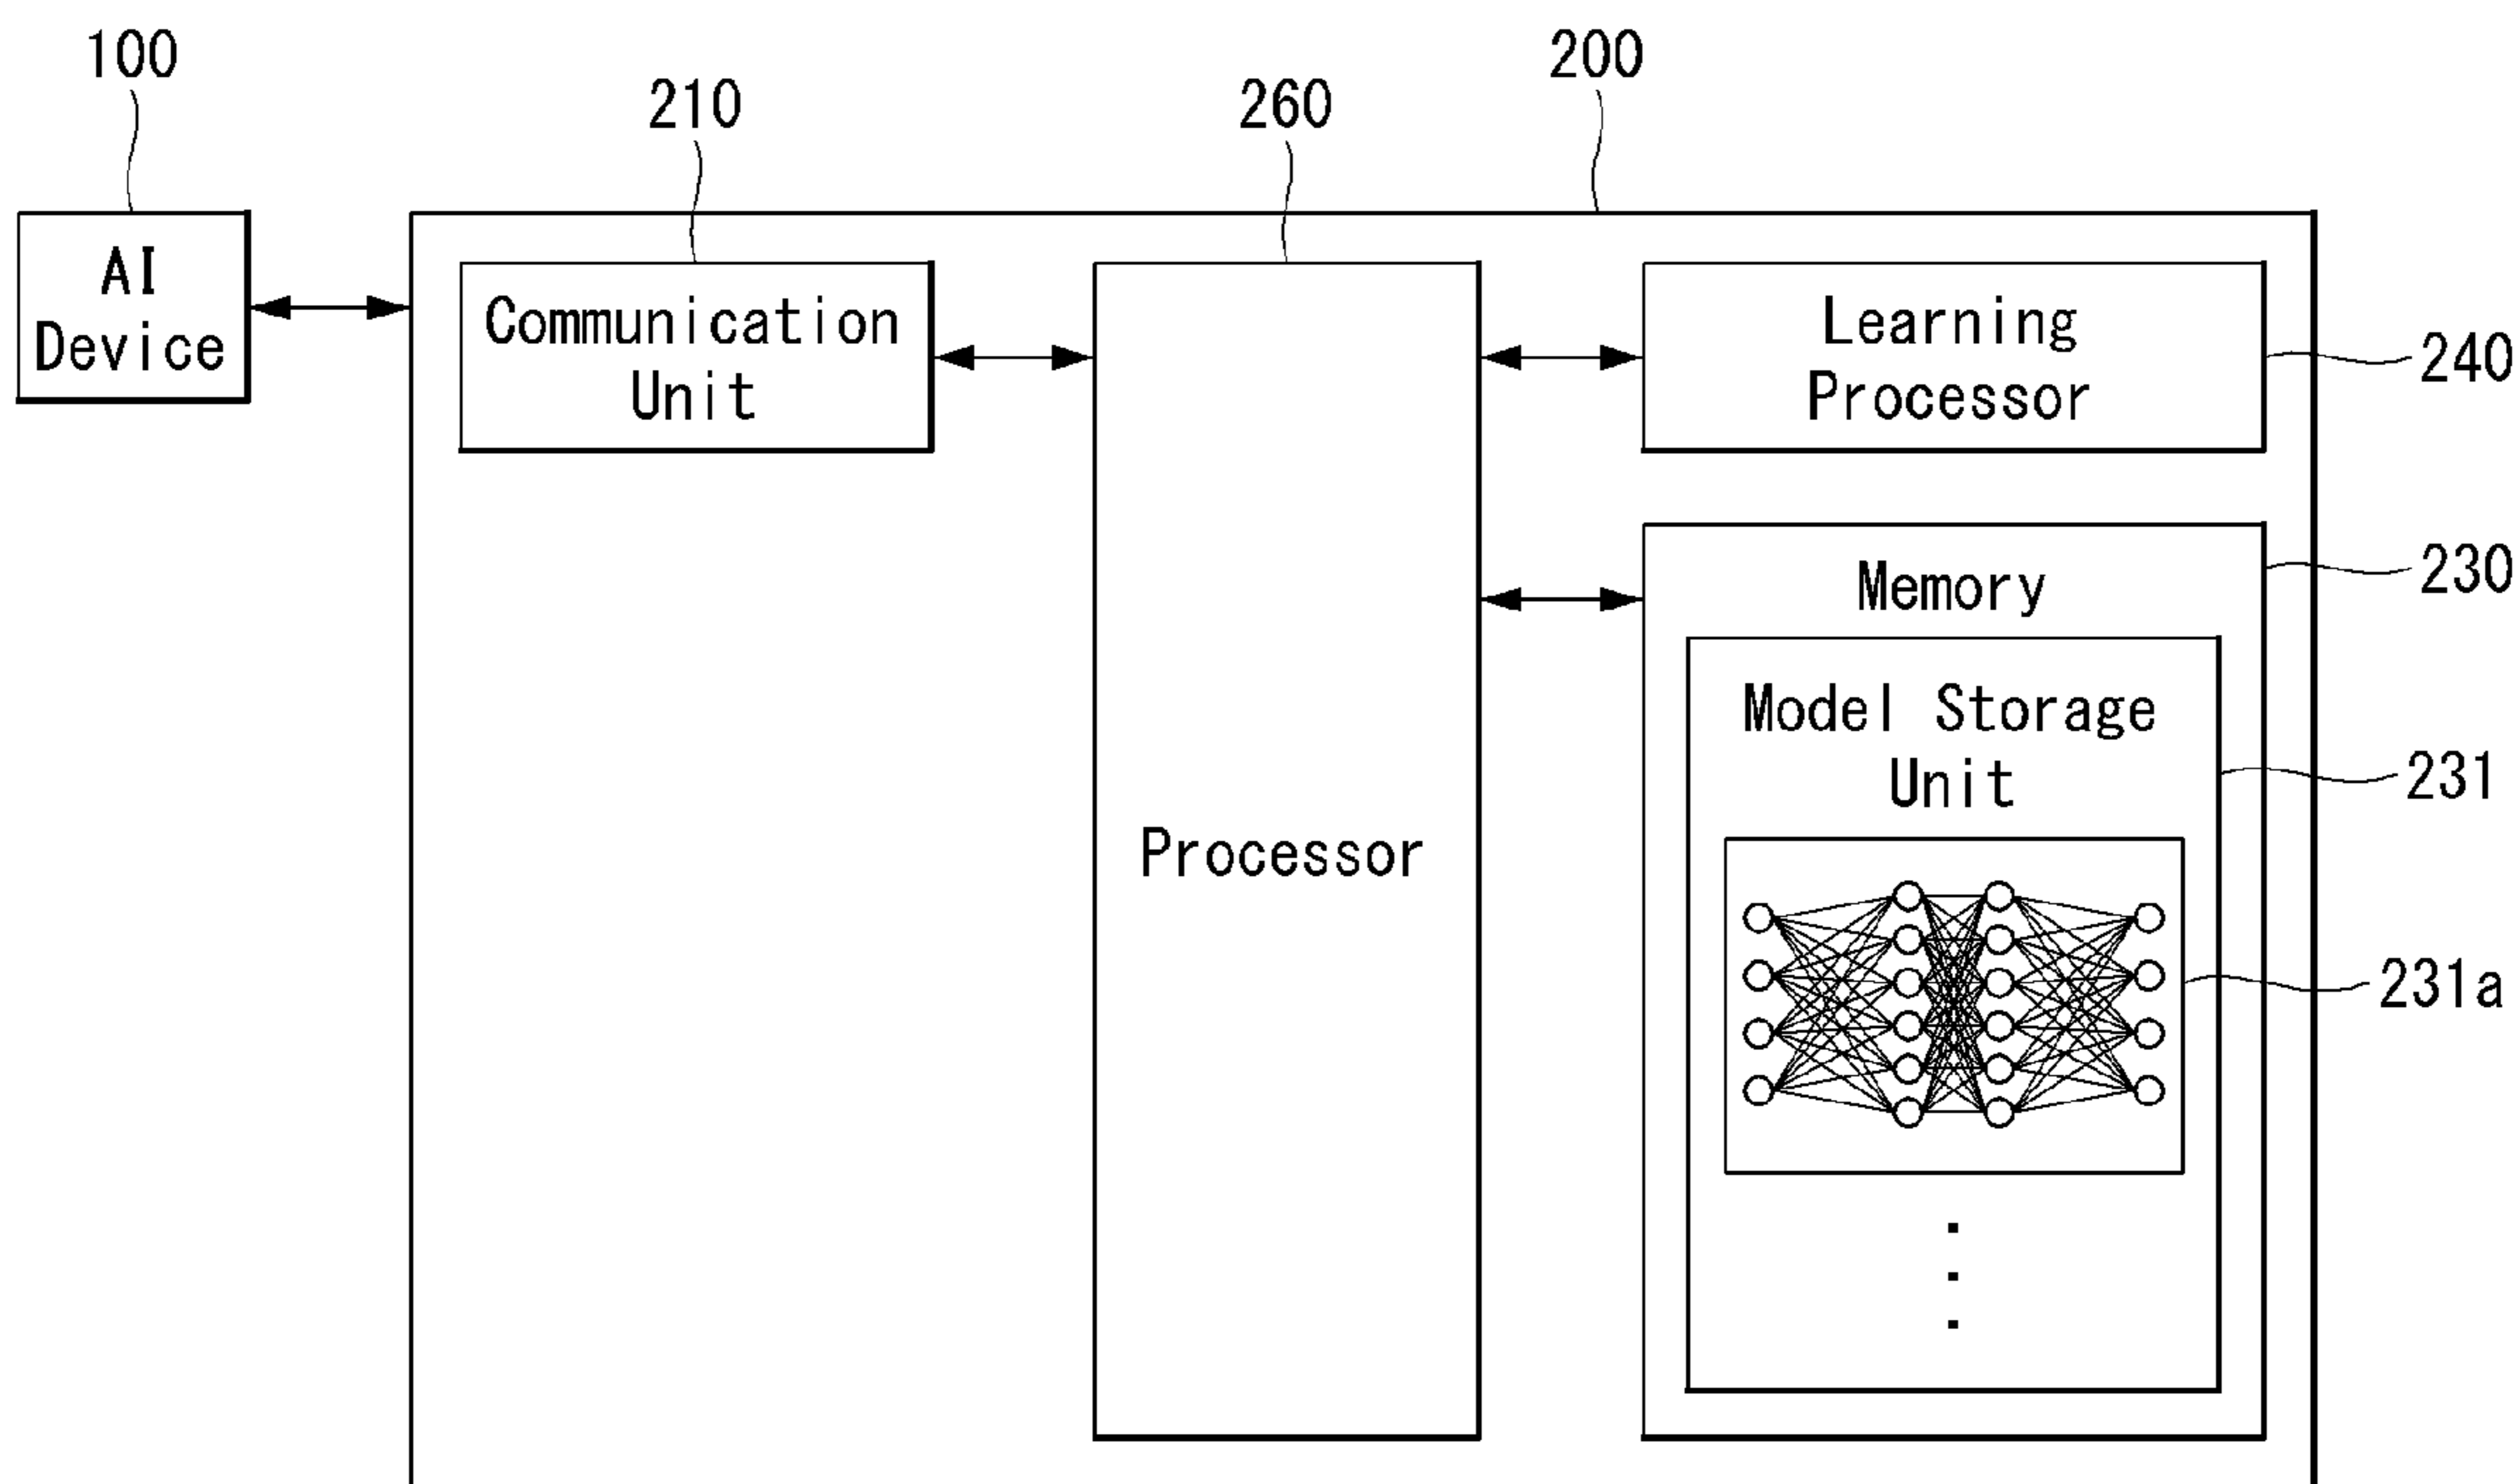 100
210
260
200
AI
Device
Communication
Unit
Processor
Learning
Processor
240
Memory
230
Model Storage
Unit
231
231a